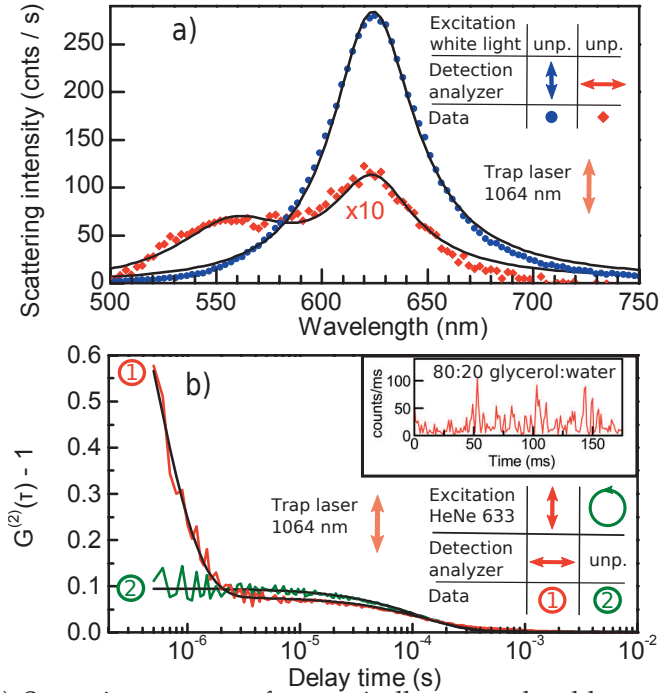 a)
Scattering intensity (cnts / s)
250
200
150
100
50
0
500
550
600
650
700
750
Wavelength (nm)
x10
Excitation white light unp. unp.
Detection analyzer
Data
Trap laser
1064 nm
b)
G(2)(τ) - 1
0.6
0.5
0.4
0.3
0.2
0.1
0.0
1
2
10-6
10-5
10-4
10-3
10-2
Delay time (s)
80:20 glycerol:water
counts/ms
100
50
0
0
50
100
150
Time (ms)
Trap laser
1064 nm
Excitation
HeNe 633
Detection
analyzer unp.
Data 1 2